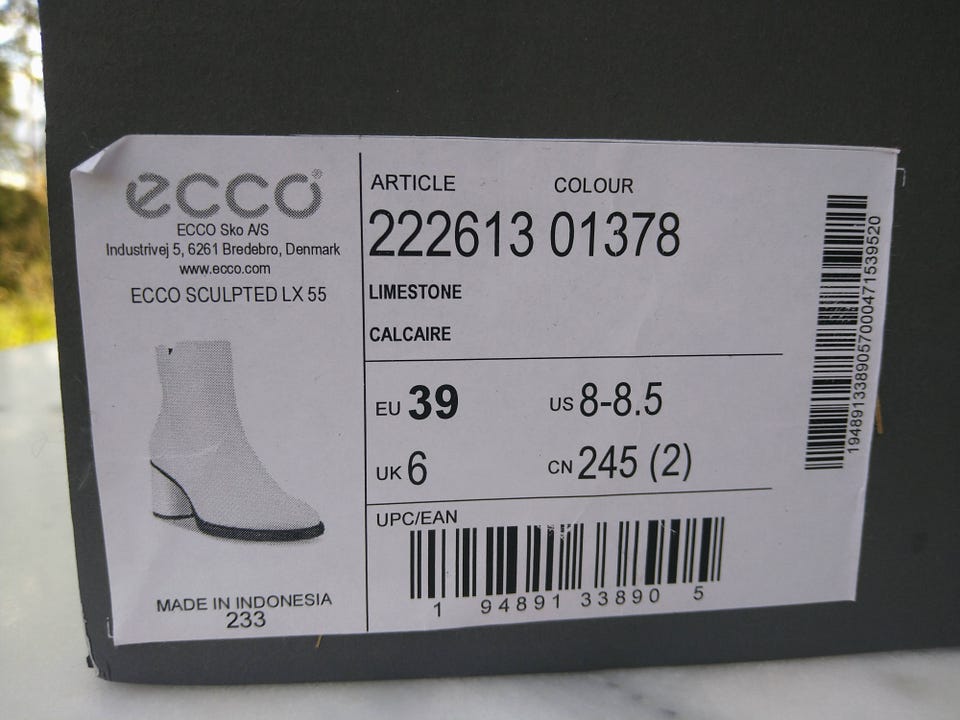 ecco®
ECCO Sko A/S
Industrivej 5, 6261 Bredebro, Denmark
www.ecco.com
ECCO SCULPTED LX 55
MADE IN INDONESIA
233
ARTICLE COLOUR
222613 01378
LIMESTONE
CALCAIRE
EU 39 US 8-8.5
UK 6 CN 245 (2)
UPC/EAN
1 94891 33890 5
194891338905700047153952​0